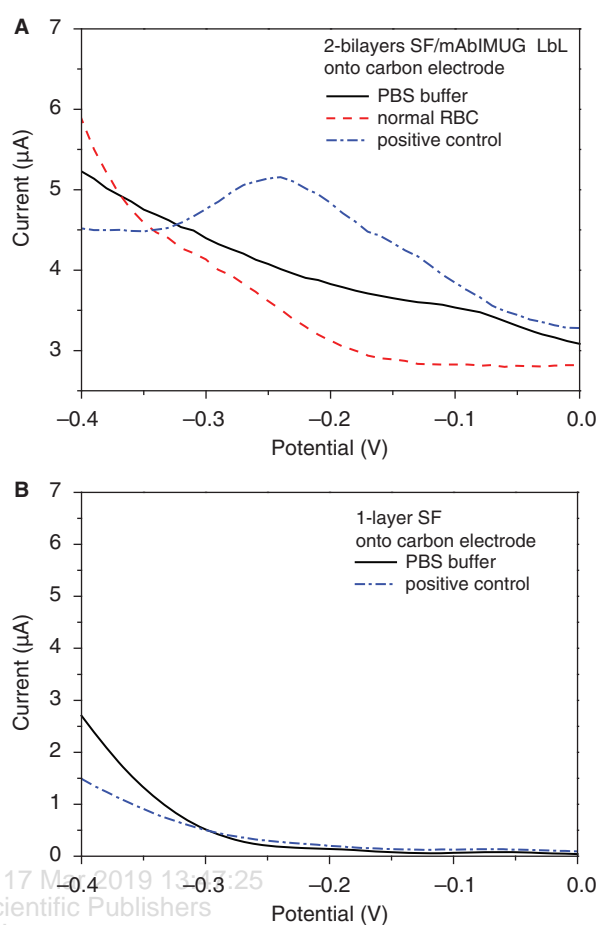 A
7
6
5
4
3
Current (μA)
2-bilayers SF/mAbIMUG LbL
onto carbon electrode
PBS buffer
normal RBC
positive control
−0.4
−0.3
−0.2
−0.1
0.0
Potential (V)
B
7
6
5
4
3
2
1
0
Current (μA)
1-layer SF
onto carbon electrode
PBS buffer
positive control
−0.4
−0.3
−0.2
−0.1
0.0
Potential (V)
17 Mar 2019 13:47:25
cientific Publishers